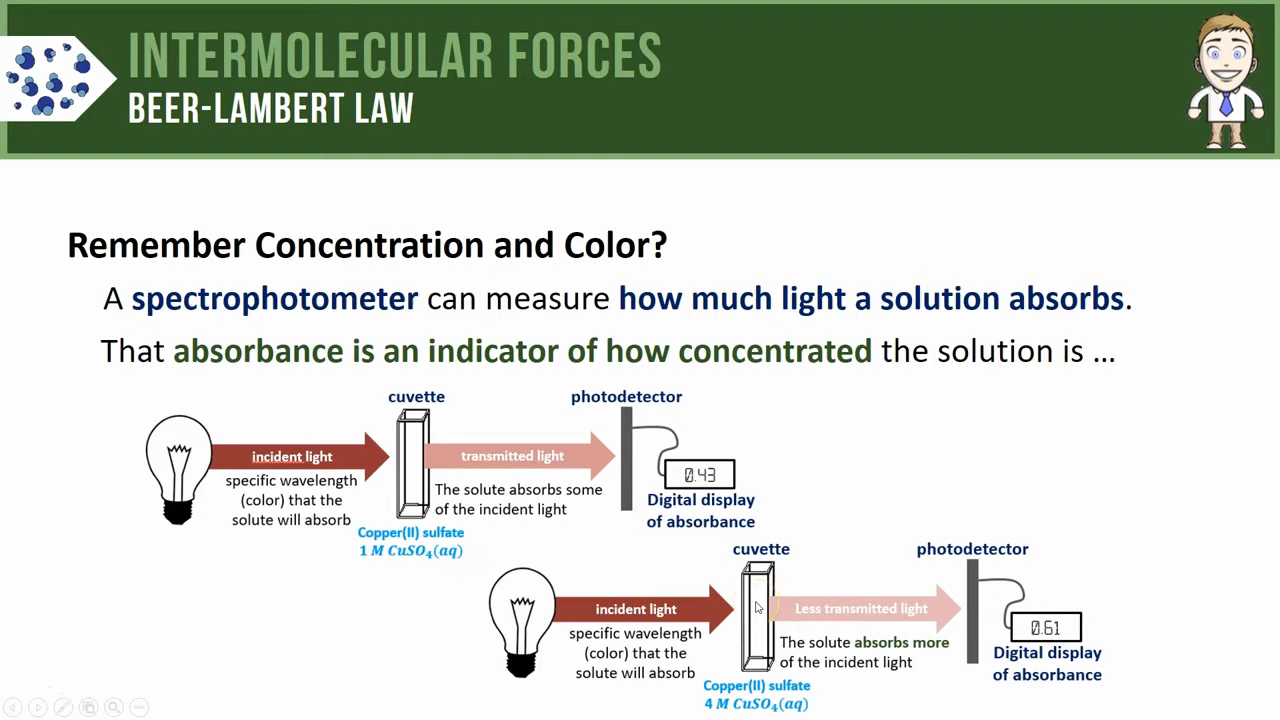 INTERMOLECULAR FORCES
BEER-LAMBERT LAW
Remember Concentration and Color?
A spectrophotometer can measure how much light a solution absorbs.
That absorbance is an indicator of how concentrated the solution is ...
cuvette
photodetector
incident light
transmitted light
specific wavelength
(color) that the
solute will absorb
The solute absorbs some
of the incident light
0.43
Digital display
of absorbance
Copper(II) sulfate
1 M CuSO₄(aq)
cuvette
photodetector
incident light
Less transmitted light
specific wavelength
(color) that the
solute will absorb
The solute absorbs more
of the incident light
0.61
Digital display
of absorbance
Copper(II) sulfate
4 M CuSO₄(aq)